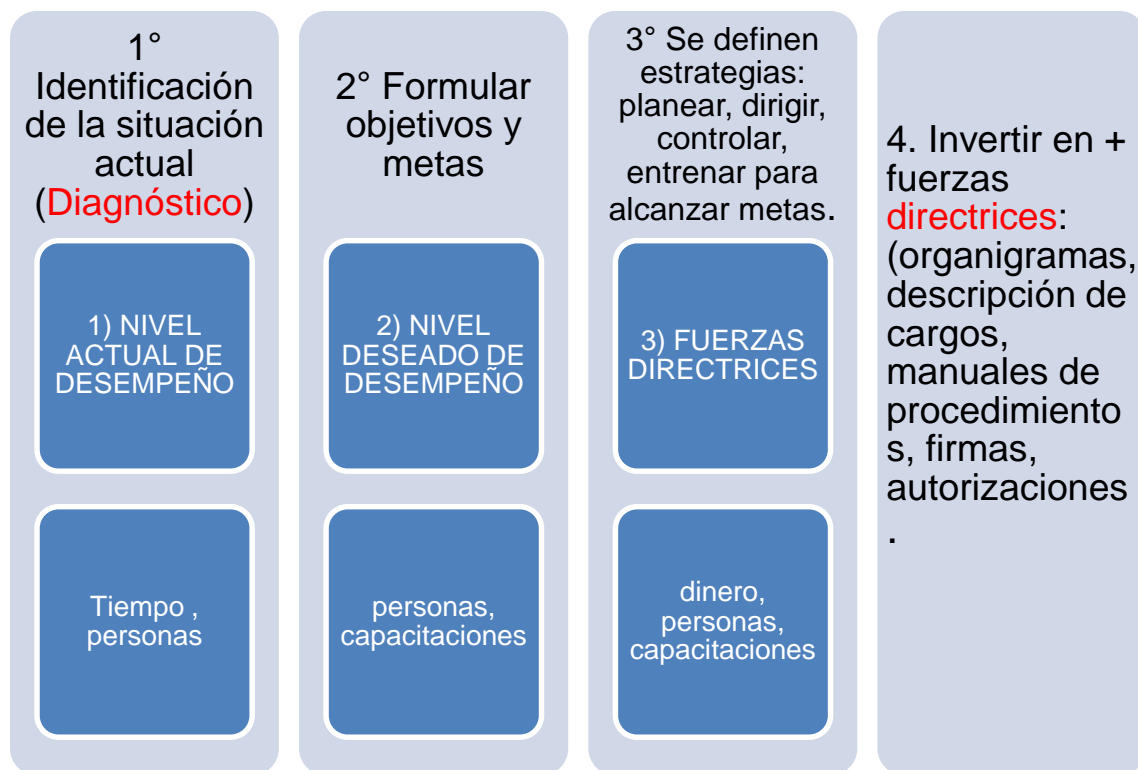 1°
Identificación
de la situación
actual
(Diagnóstico)
1) NIVEL
ACTUAL DE
DESEMPEÑO
Tiempo ,
personas
2° Formular
objetivos y
metas
2) NIVEL
DESEADO DE
DESEMPEÑO
personas,
capacitaciones
3° Se definen
estrategias:
planear, dirigir,
controlar,
entrenar para
alcanzar metas.
3) FUERZAS
DIRECTRICES
dinero,
personas,
capacitaciones
4. Invertir en +
fuerzas
directrices:
(organigramas,
descripción de
cargos,
manuales de
procedimiento
s, firmas,
autorizaciones
.